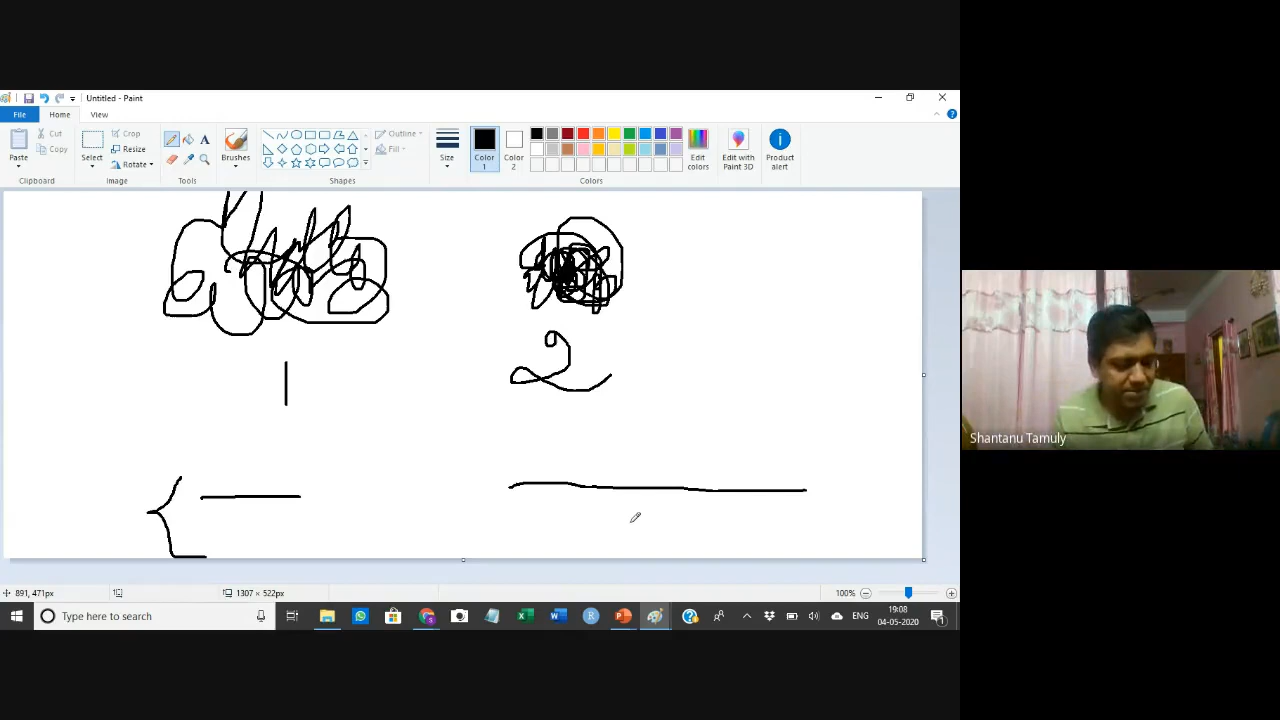 Untitled - Paint
File Home View
Paste
Cut
Copy
Clipboard
Select
Crop
Resize
Rotate
Image
Tools
Brushes
Shapes
Outline
Fill
Size
Color 1
Color 2
Colors
Edit colors
Edit with Paint 3D
Product alert
1 2
Shantanu Tamuly
891, 471px
1307 × 522px
100%
Type here to search
ENG
19:08
04-05-2020